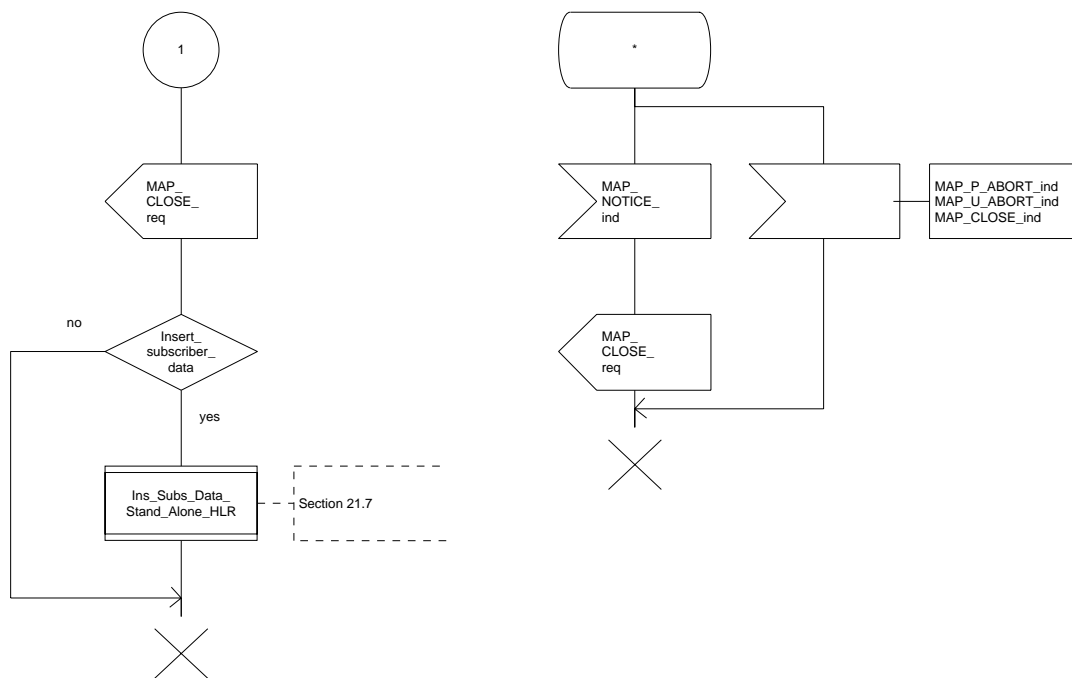 1
MAP_
CLOSE_
req
Insert_
subscriber_
data
no
yes
Ins_Subs_Data_
Stand_Alone_HLR
Section 21.7
*
MAP_
NOTICE_
ind
MAP_P_ABORT_ind
MAP_U_ABORT_ind
MAP_CLOSE_ind
MAP_
CLOSE_
req